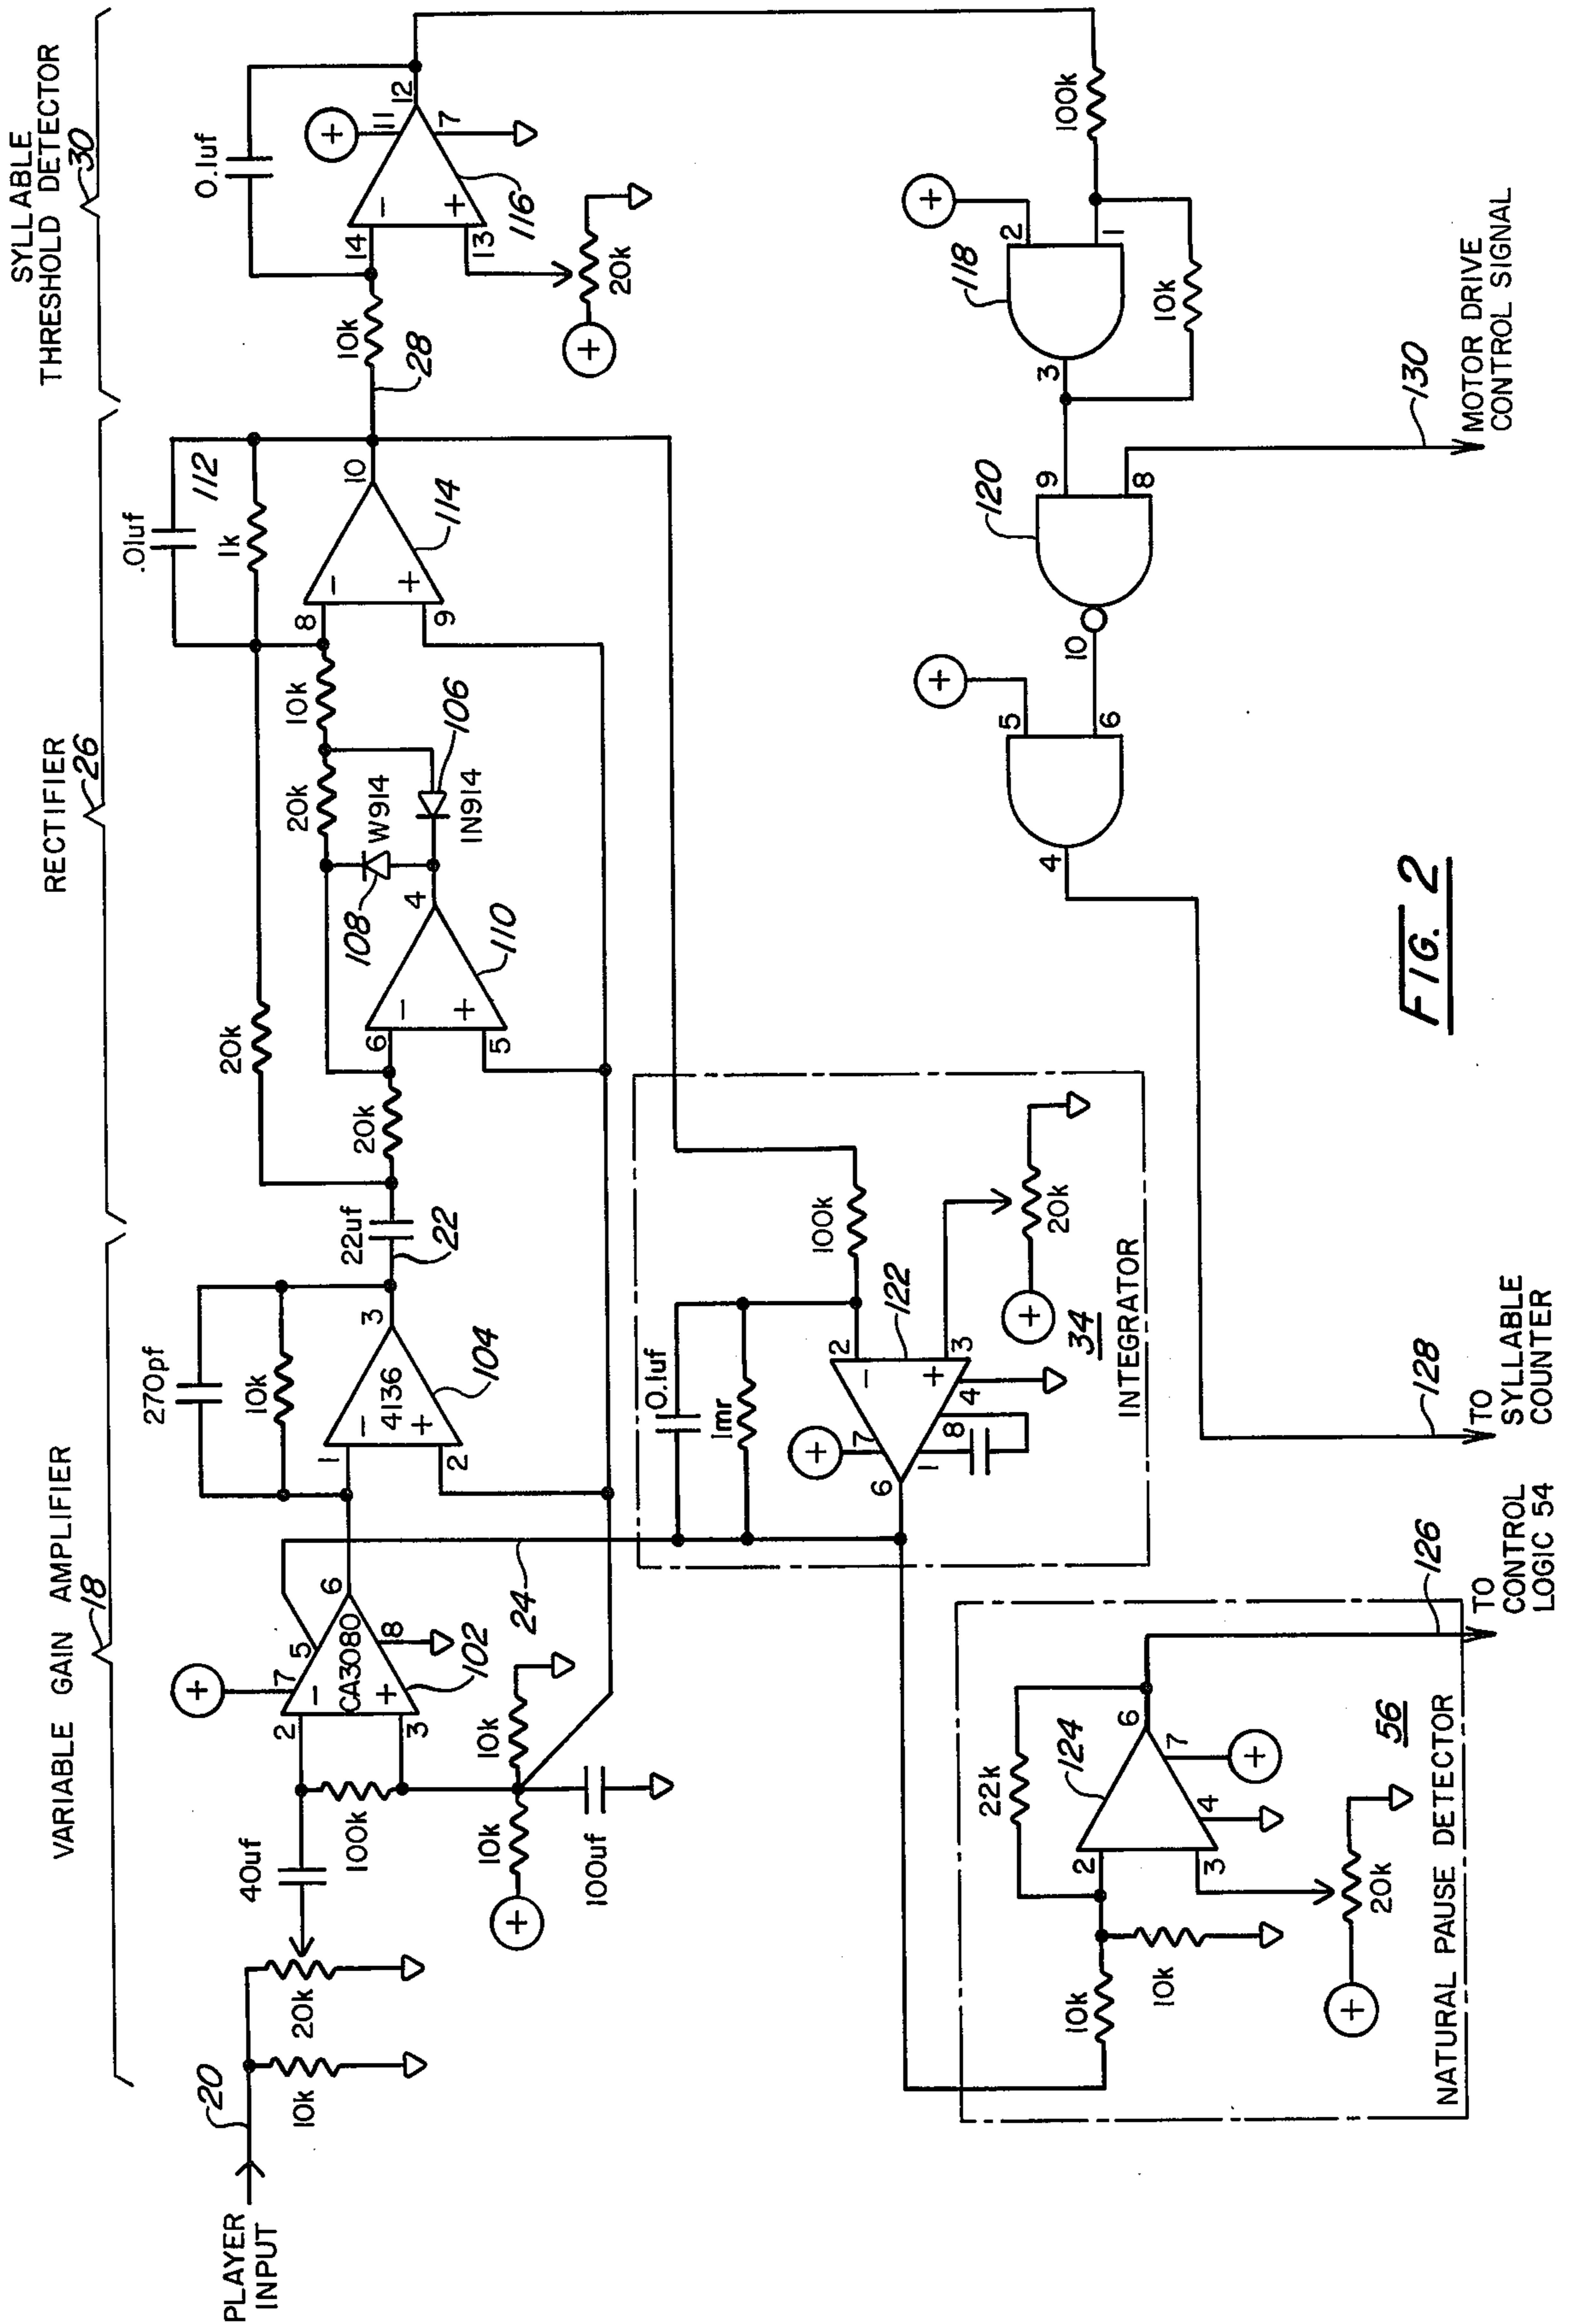 VARIABLE GAIN AMPLIFIER
18
RECTIFIER
26
SYLLABLE
THRESHOLD DETECTOR
30
PLAYER
INPUT
20
10k
20k
40uf
100k
2
3
7
5
6
8
CA3080
102
10k
10k
100uf
24
270pf
10k
1
2
3
4136
104
22uf
22
20k
20k
6
5
4
110
108
W914
20k
106
IN914
10k
.01uf
112
1k
8
9
10
114
28
10k
0.1uf
14
13
11
12
7
116
20k
100k
118
2
1
3
10k
120
9
8
10
130
MOTOR DRIVE
CONTROL SIGNAL
5
6
4
128
TO
SYLLABLE
COUNTER
0.1uf
1mr
100k
2
3
7
6
1
8
4
122
20k
34
INTEGRATOR
10k
10k
22k
2
3
6
7
4
124
20k
56
NATURAL PAUSE DETECTOR
126
TO
CONTROL
LOGIC 54
FIG. 2